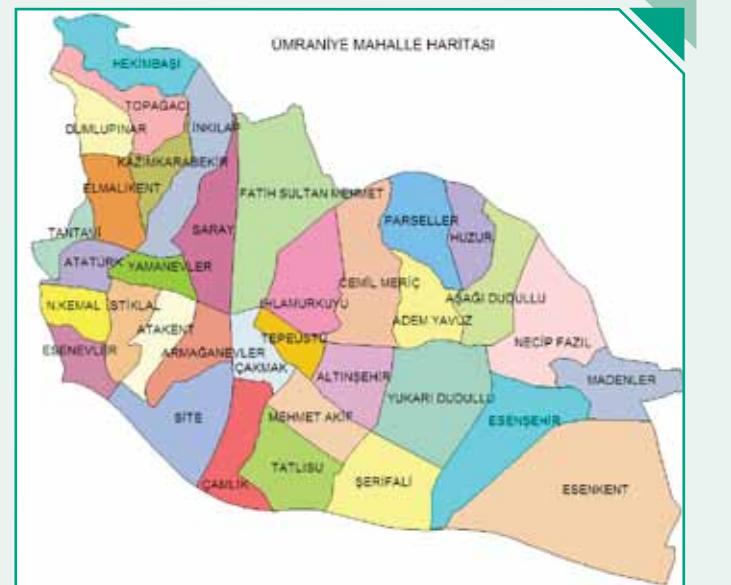 ÜMRANİYE MAHALLE HARİTASI
HEKİMBAŞI
TOPAĞACI
DUMLUPINAR
İNKILAP
KAZIMKARABEKİR
ELMALIKENT
FATİH SULTAN MEHMET
PARSELLER
HUZUR
TANTAVİ
SARAY
ATATÜRK
YAMANEVLER
CEMİL MERİÇ
AŞAĞI DUDULLU
N.KEMAL
İSTİKLAL
IHLAMURKUYU
ADEM YAVUZ
ATAKENT
ESENEVLER
ARMAĞANEVLER
TEPEÜSTÜ
NECİP FAZIL
ÇAKMAK
ALTINŞEHİR
MADENLER
YUKARI DUDULLU
SİTE
MEHMET AKİF
ESENŞEHİR
TATLISU
ÇAMLIK
ŞERİFALİ
ESENKENT